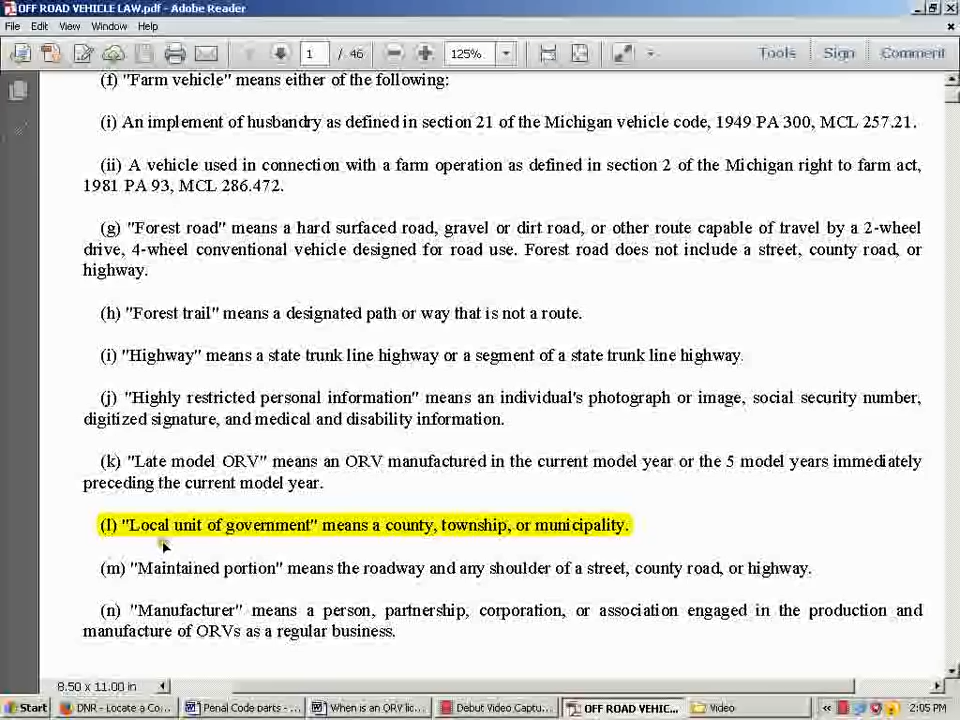 OFF ROAD VEHICLE LAW.pdf - Adobe Reader
File Edit View Window Help
1 / 46 125% Tools Sign Comment
(f) "Farm vehicle" means either of the following:
(i) An implement of husbandry as defined in section 21 of the Michigan vehicle code, 1949 PA 300, MCL 257.21.
(ii) A vehicle used in connection with a farm operation as defined in section 2 of the Michigan right to farm act,
1981 PA 93, MCL 286.472.
(g) "Forest road" means a hard surfaced road, gravel or dirt road, or other route capable of travel by a 2-wheel
drive, 4-wheel conventional vehicle designed for road use. Forest road does not include a street, county road, or
highway.
(h) "Forest trail" means a designated path or way that is not a route.
(i) "Highway" means a state trunk line highway or a segment of a state trunk line highway.
(j) "Highly restricted personal information" means an individual's photograph or image, social security number,
digitized signature, and medical and disability information.
(k) "Late model ORV" means an ORV manufactured in the current model year or the 5 model years immediately
preceding the current model year.
(l) "Local unit of government" means a county, township, or municipality.
(m) "Maintained portion" means the roadway and any shoulder of a street, county road, or highway.
(n) "Manufacturer" means a person, partnership, corporation, or association engaged in the production and
manufacture of ORVs as a regular business.
8.50 x 11.00 in
Start DNR - Locate a Co... Penal Code parts - ... When is an ORV lic... Debut Video Captu... OFF ROAD VEHIC... Video 2:05 PM